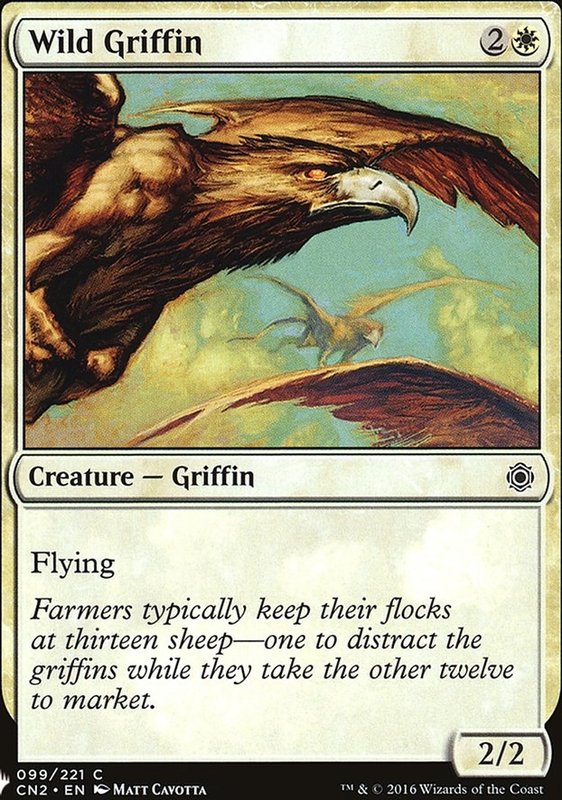 Wild Griffin 2
Creature — Griffin
Flying
Farmers typically keep their flocks
at thirteen sheep—one to distract the
griffins while they take the other twelve
to market.
2/2
099/221 C
CN2 • EN Matt Cavotta
™ & © 2016 Wizards of the Coast